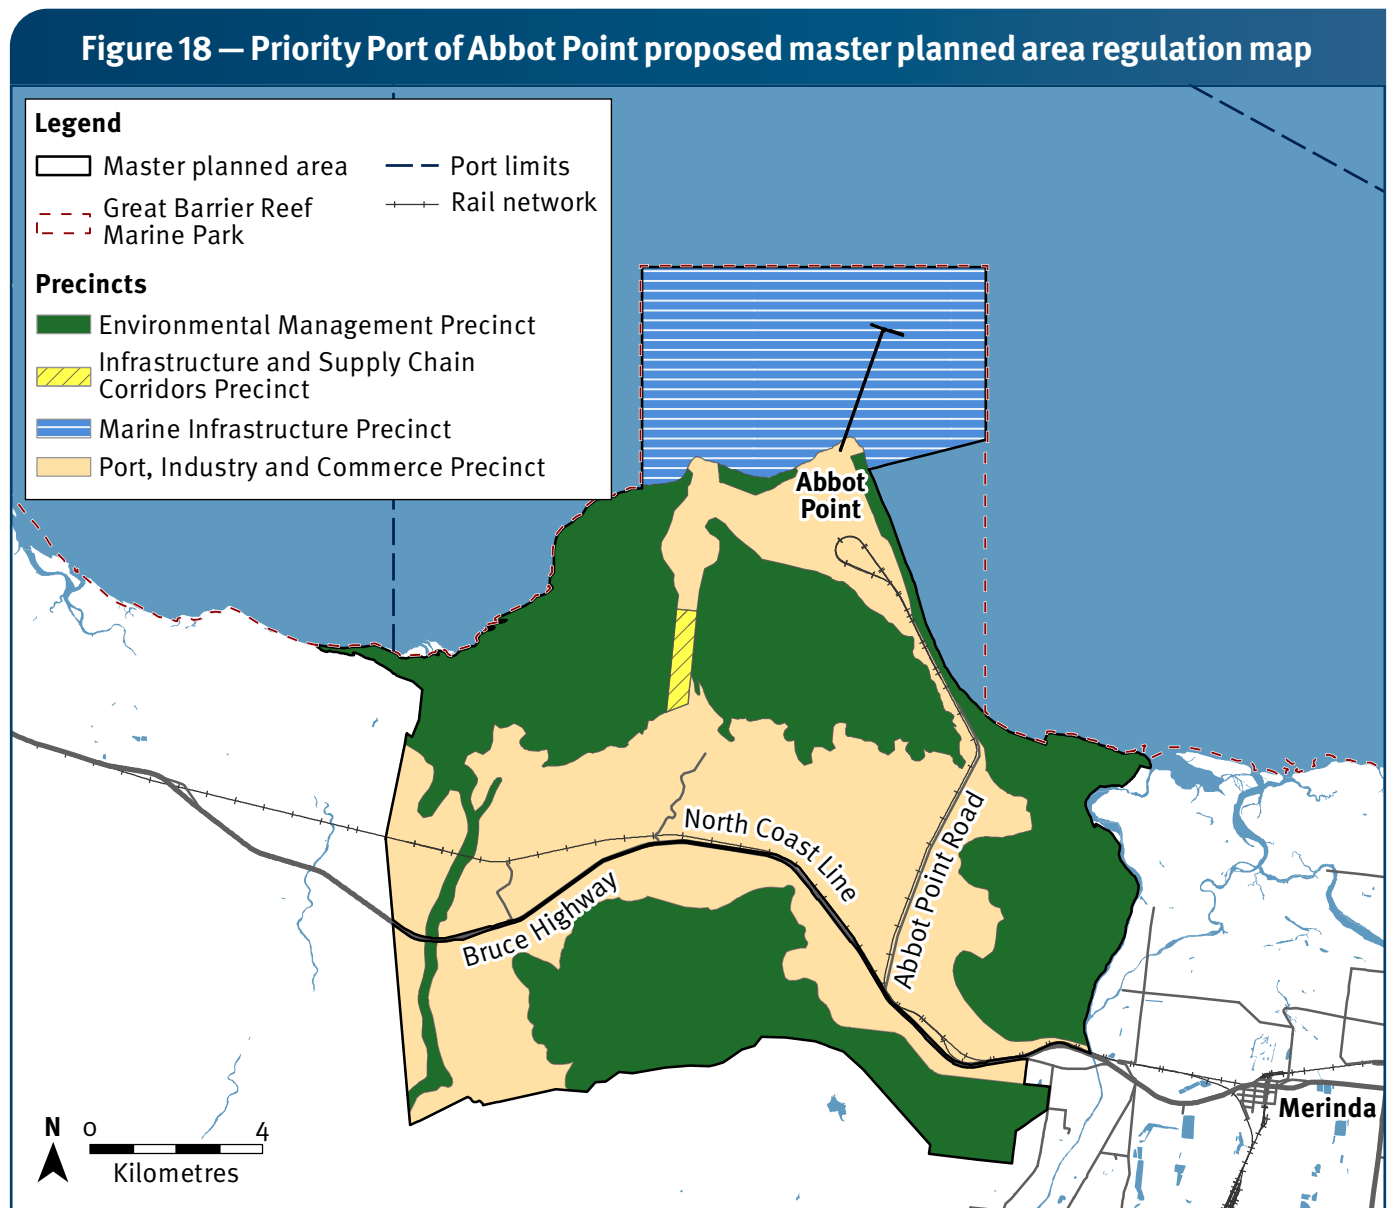 Figure 18 — Priority Port of Abbot Point proposed master planned area regulation map
Legend
Master planned area
Great Barrier Reef
Marine Park
Port limits
Rail network
Precincts
Environmental Management Precinct
Infrastructure and Supply Chain
Corridors Precinct
Marine Infrastructure Precinct
Port, Industry and Commerce Precinct
Abbot
Point
North Coast Line
Bruce Highway
Abbot Point Road
Merinda
N
0 4
Kilometres